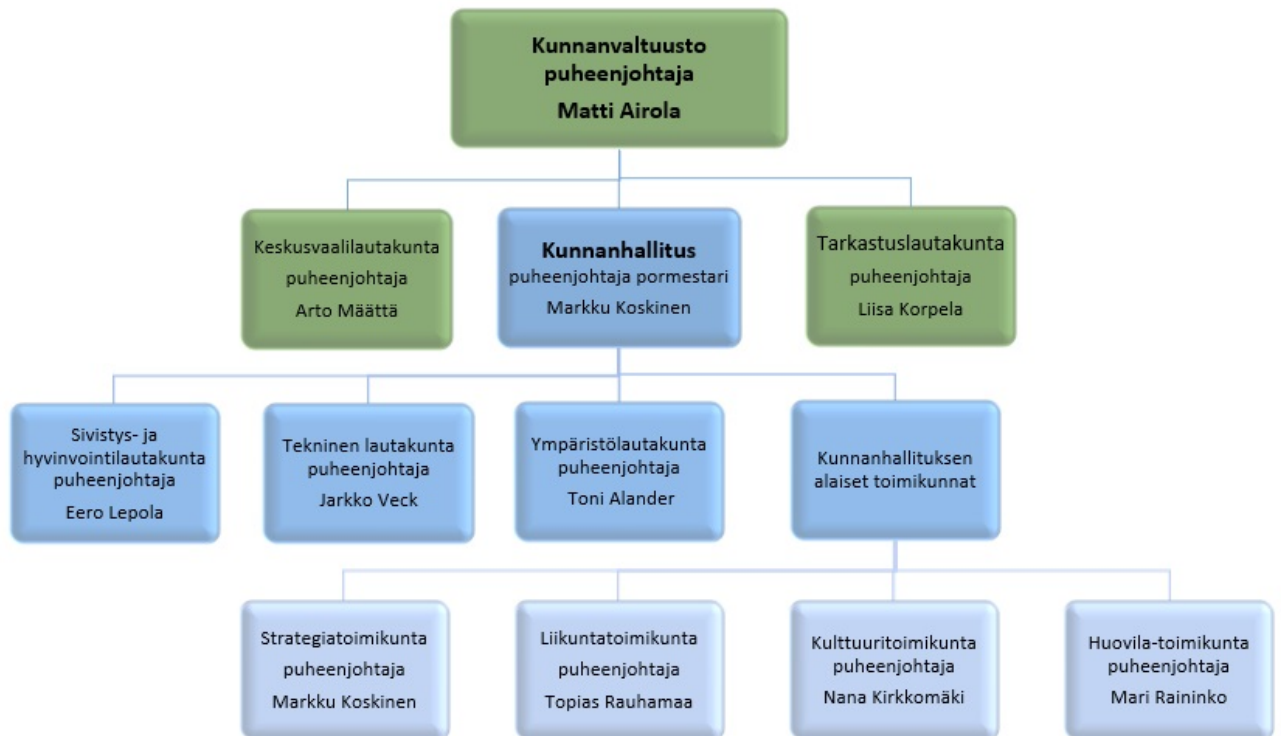 Kunnanvaltuusto
puheenjohtaja
Matti Airola
Keskusvaalilautakunta
puheenjohtaja
Arto Määttä
Kunnanhallitus
puheenjohtaja pormestari
Markku Koskinen
Tarkastuslautakunta
puheenjohtaja
Liisa Korpela
Sivistys- ja
hyvinvointilautakunta
puheenjohtaja
Eero Lepola
Tekninen lautakunta
puheenjohtaja
Jarkko Veck
Ympäristölautakunta
puheenjohtaja
Toni Alander
Kunnanhallituksen
alaiset toimikunnat
Strategiatoimikunta
puheenjohtaja
Markku Koskinen
Liikuntatoimikunta
puheenjohtaja
Topias Rauhamaa
Kulttuuritoimikunta
puheenjohtaja
Nana Kirkkomäki
Huovila-toimikunta
puheenjohtaja
Mari Raininko